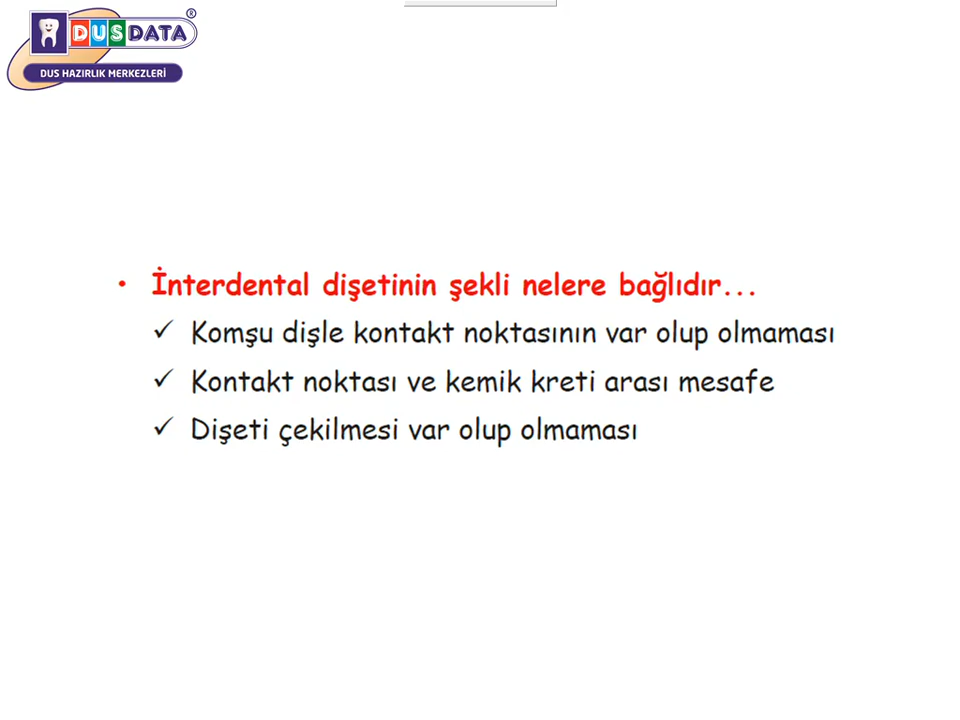 DUSDATA®
DUS HAZIRLIK MERKEZLERİ
• İnterdental dişetinin şekli nelere bağlıdır...
✓ Komşu dişle kontakt noktasının var olup olmaması
✓ Kontakt noktası ve kemik kreti arası mesafe
✓ Dişeti çekilmesi var olup olmaması